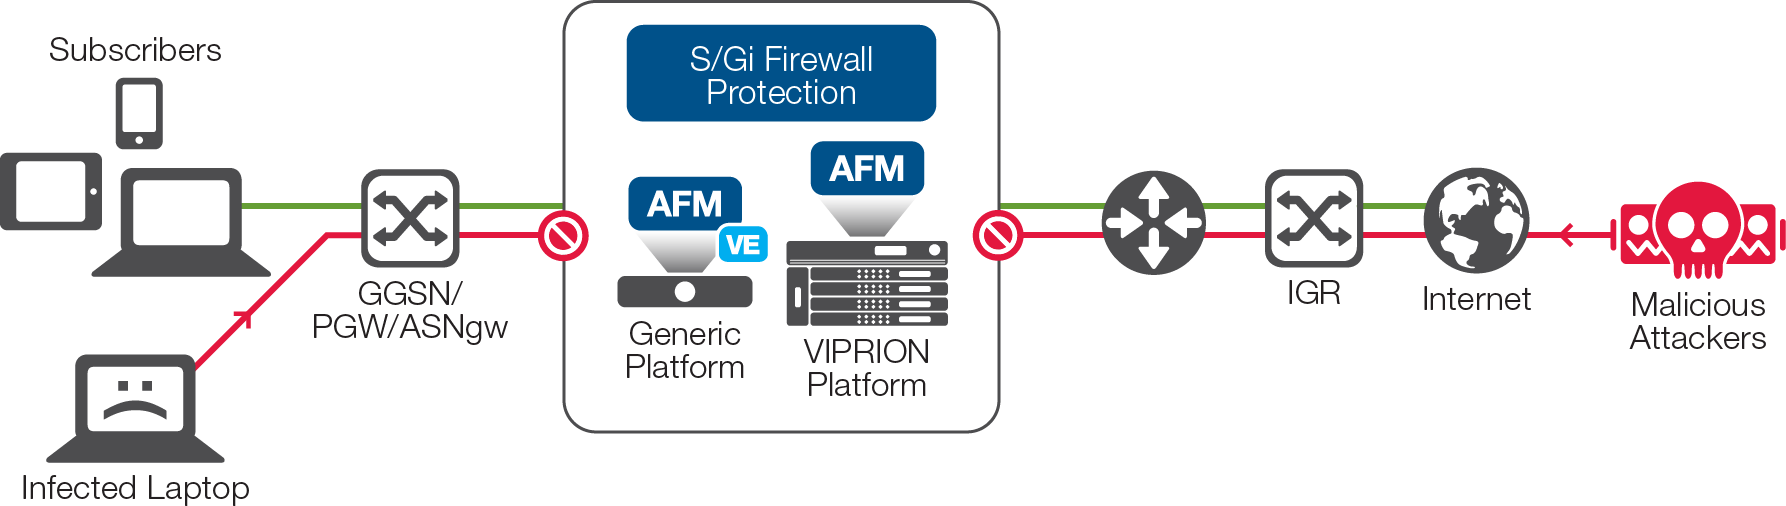 Subscribers
S/Gi Firewall
Protection
AFM
AFM
VE
GGSN/
PGW/ASNgw
Generic
Platform
VIPRION
Platform
IGR
Internet
Malicious
Attackers
Infected Laptop